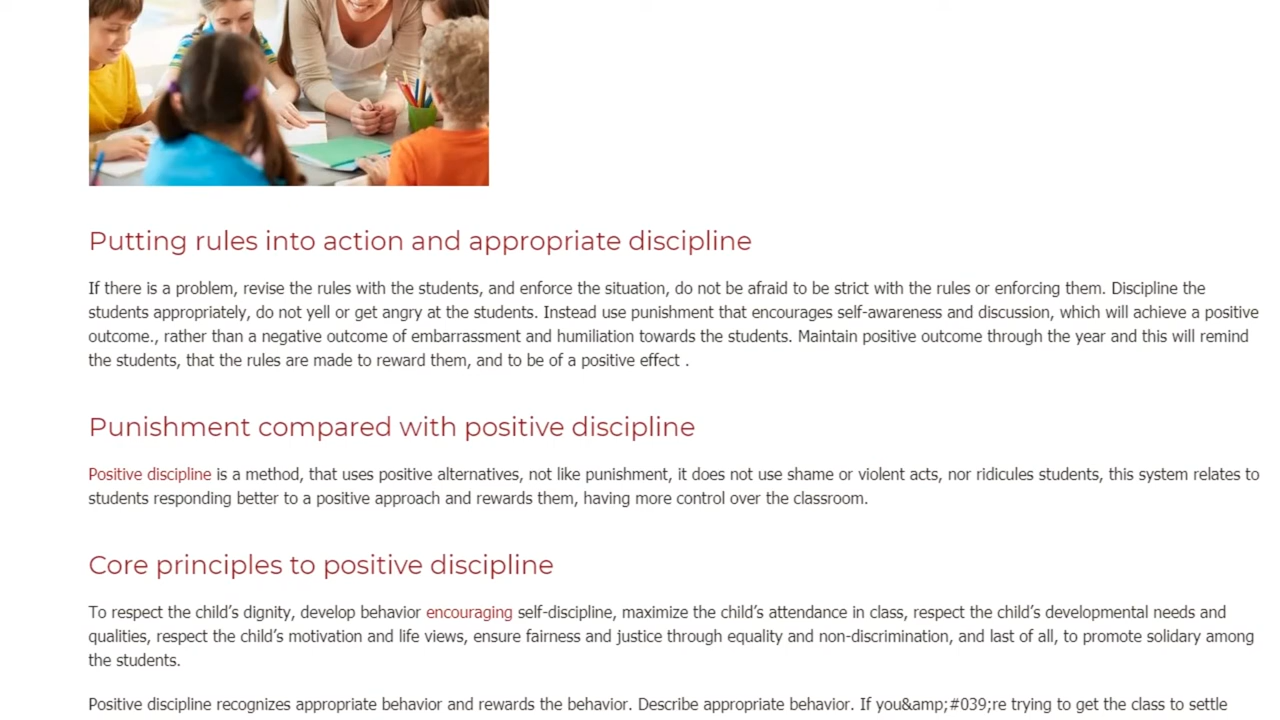 Putting rules into action and appropriate discipline
If there is a problem, revise the rules with the students, and enforce the situation, do not be afraid to be strict with the rules or enforcing them. Discipline the
students appropriately, do not yell or get angry at the students. Instead use punishment that encourages self-awareness and discussion, which will achieve a positive
outcome., rather than a negative outcome of embarrassment and humiliation towards the students. Maintain positive outcome through the year and this will remind
the students, that the rules are made to reward them, and to be of a positive effect .
Punishment compared with positive discipline
Positive discipline is a method, that uses positive alternatives, not like punishment, it does not use shame or violent acts, nor ridicules students, this system relates to
students responding better to a positive approach and rewards them, having more control over the classroom.
Core principles to positive discipline
To respect the child’s dignity, develop behavior encouraging self-discipline, maximize the child’s attendance in class, respect the child’s developmental needs and
qualities, respect the child’s motivation and life views, ensure fairness and justice through equality and non-discrimination, and last of all, to promote solidary among
the students.
Positive discipline recognizes appropriate behavior and rewards the behavior. Describe appropriate behavior. If you&amp;#039;re trying to get the class to settle